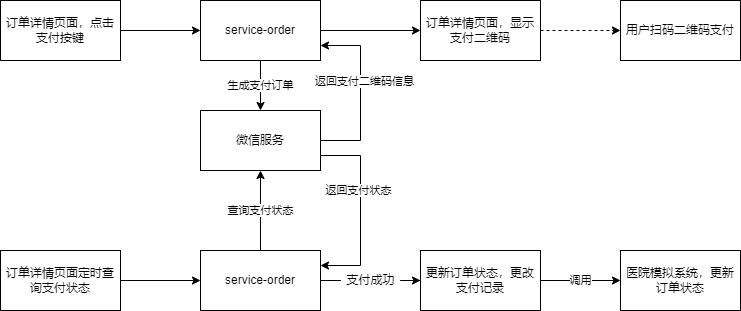 订单详情页面，点击
支付按键
service-order
订单详情页面，显示
支付二维码
用户扫码二维码支付
生成支付订单
返回支付二维码信息
微信服务
返回支付状态
查询支付状态
订单详情页面定时查
询支付状态
service-order
支付成功
更新订单状态，更改
支付记录
调用
医院模拟系统，更新
订单状态